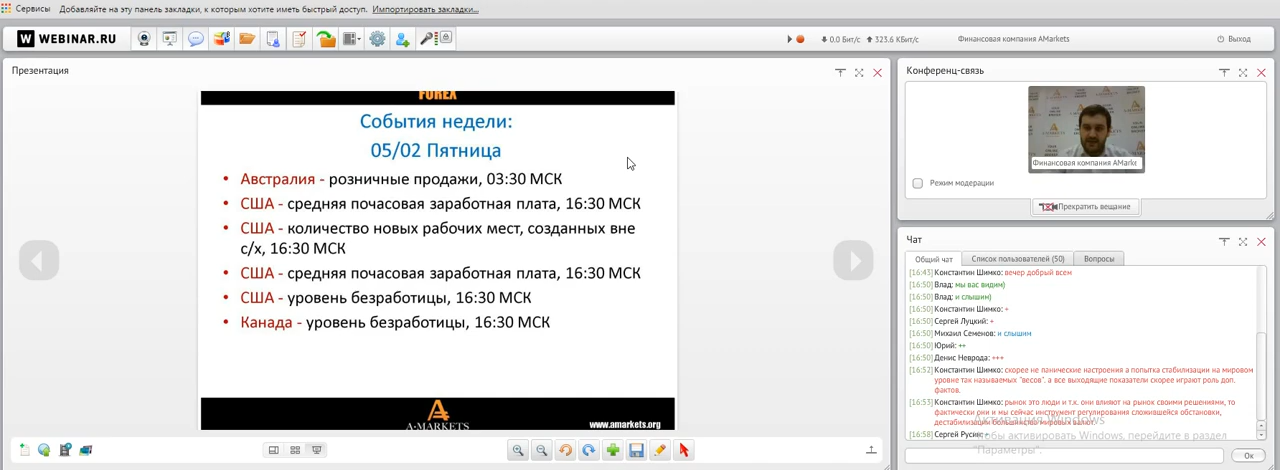 Сервисы Добавляйте на эту панель закладки, к которым хотите иметь быстрый доступ. Импортировать закладки...
W WEBINAR.RU 0.0 Бит/с 323.6 КБит/с Финансовая компания AMarkets Выход
Презентация
FOREX
События недели:
05/02 Пятница
• Австралия - розничные продажи, 03:30 МСК
• США - средняя почасовая заработная плата, 16:30 МСК
• США - количество новых рабочих мест, созданных вне
с/х, 16:30 МСК
• США - средняя почасовая заработная плата, 16:30 МСК
• США - уровень безработицы, 16:30 МСК
• Канада - уровень безработицы, 16:30 МСК
A-MARKETS
www.amarkets.org
Конференц-связь
Финансовая компания AMarke
Режим модерации
Прекратить вещание
Чат
Общий чат Список пользователей (50) Вопросы
[16:43] Константин Шимко: вечер добрый всем
[16:50] Влад: мы вас видим)
[16:50] Влад: и слышим)
[16:50] Константин Шимко: +
[16:50] Сергей Луцкий: +
[16:50] Михаил Семенов: и слышим
[16:50] Юрий: ++
[16:50] Денис Неврода: +++
[16:52] Константин Шимко: скорее не панические настроения а попытка стабилизации на мировом
уровне так называемых "весов". а все выходящие показатели скорее играют роль доп.
фактов.
[16:53] Константин Шимко: рынок это люди и т.к. они влияют на рынок своими решениями, то
фактически они и мы сейчас инструмент регулирования сложившейся обстановки,
дестабилизации большинства мировых валют.
[16:58] Сергей Русин: +
Активация Windows
Чтобы активировать Windows, перейдите в раздел
"Параметры".
Ок